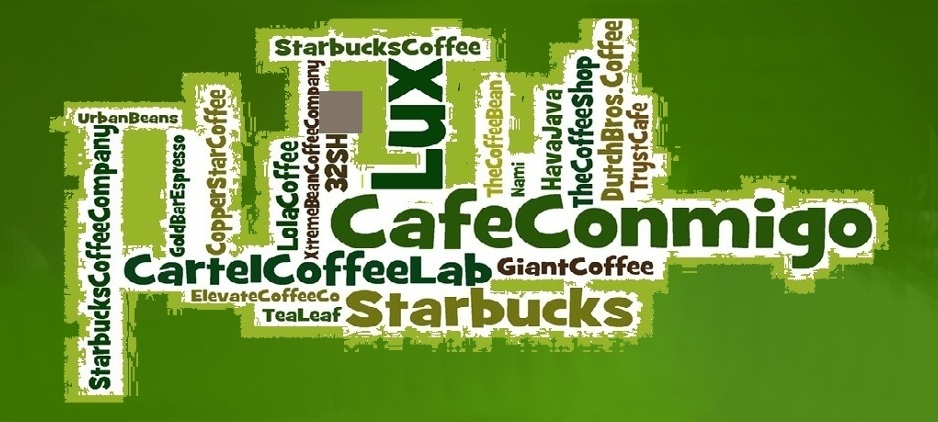 StarbucksCoffee
UrbanBeans
StarbucksCoffeeCompany
GoldBarEspresso
CopperStarCoffee
LolaCoffee
XtremeBeanCoffeeCompany
32SH
Lux
TheCoffeeBean
Nami
HavaJava
TheCoffeeShop
DutchBros.Coffee
TrystCafe
CafeConmigo
CartelCoffeeLab
GiantCoffee
ElevateCoffeeCo
TeaLeaf
Starbucks